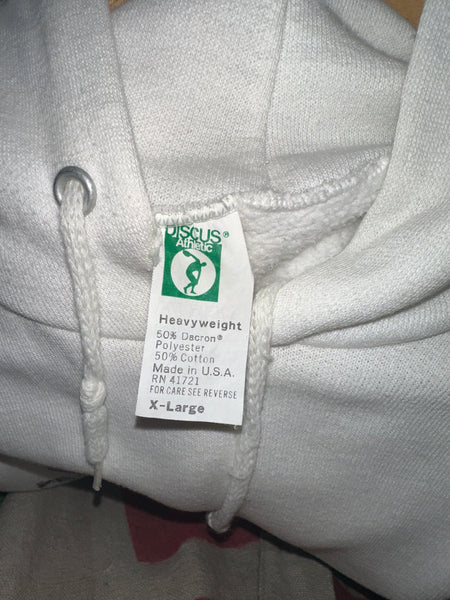 DISCUS®
Athletic
Heavyweight
50% Dacron®
Polyester
50% Cotton
Made in U.S.A.
RN 41721
FOR CARE SEE REVERSE
X-Large